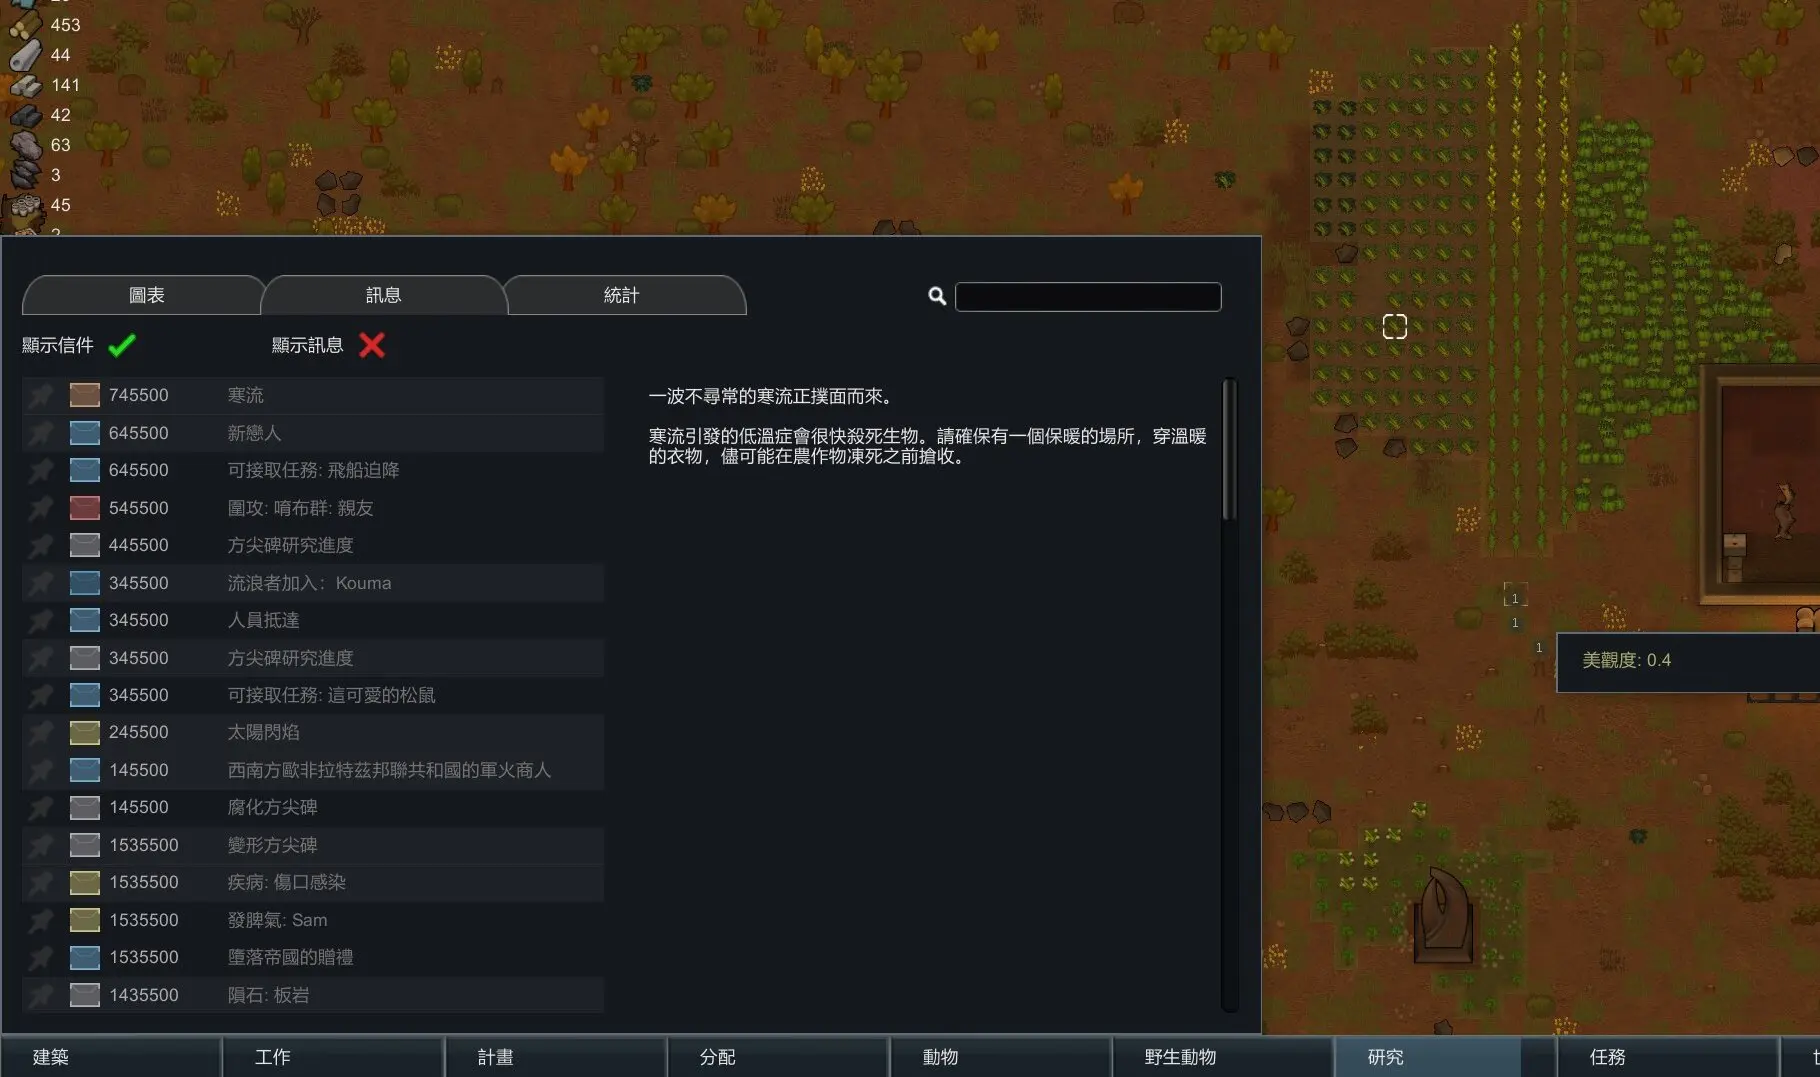 453
44
141
42
63
3
45
圖表
訊息
統計
顯示信件
顯示訊息
745500 寒流
645500 新戀人
645500 可接取任務: 飛船迫降
545500 圍攻: 唷布群: 親友
445500 方尖碑研究進度
345500 流浪者加入：Kouma
345500 人員抵達
345500 方尖碑研究進度
345500 可接取任務: 這可愛的松鼠
245500 太陽閃焰
145500 西南方歐非拉特茲邦聯共和國的軍火商人
145500 腐化方尖碑
1535500 變形方尖碑
1535500 疾病: 傷口感染
1535500 發脾氣: Sam
1535500 墮落帝國的贈禮
1435500 隕石: 板岩
一波不尋常的寒流正撲面而來。
寒流引發的低溫症會很快殺死生物。請確保有一個保暖的場所，穿溫暖
的衣物，儘可能在農作物凍死之前搶收。
1
1
1
美觀度: 0.4
建築
工作
計畫
分配
動物
野生動物
研究
任務